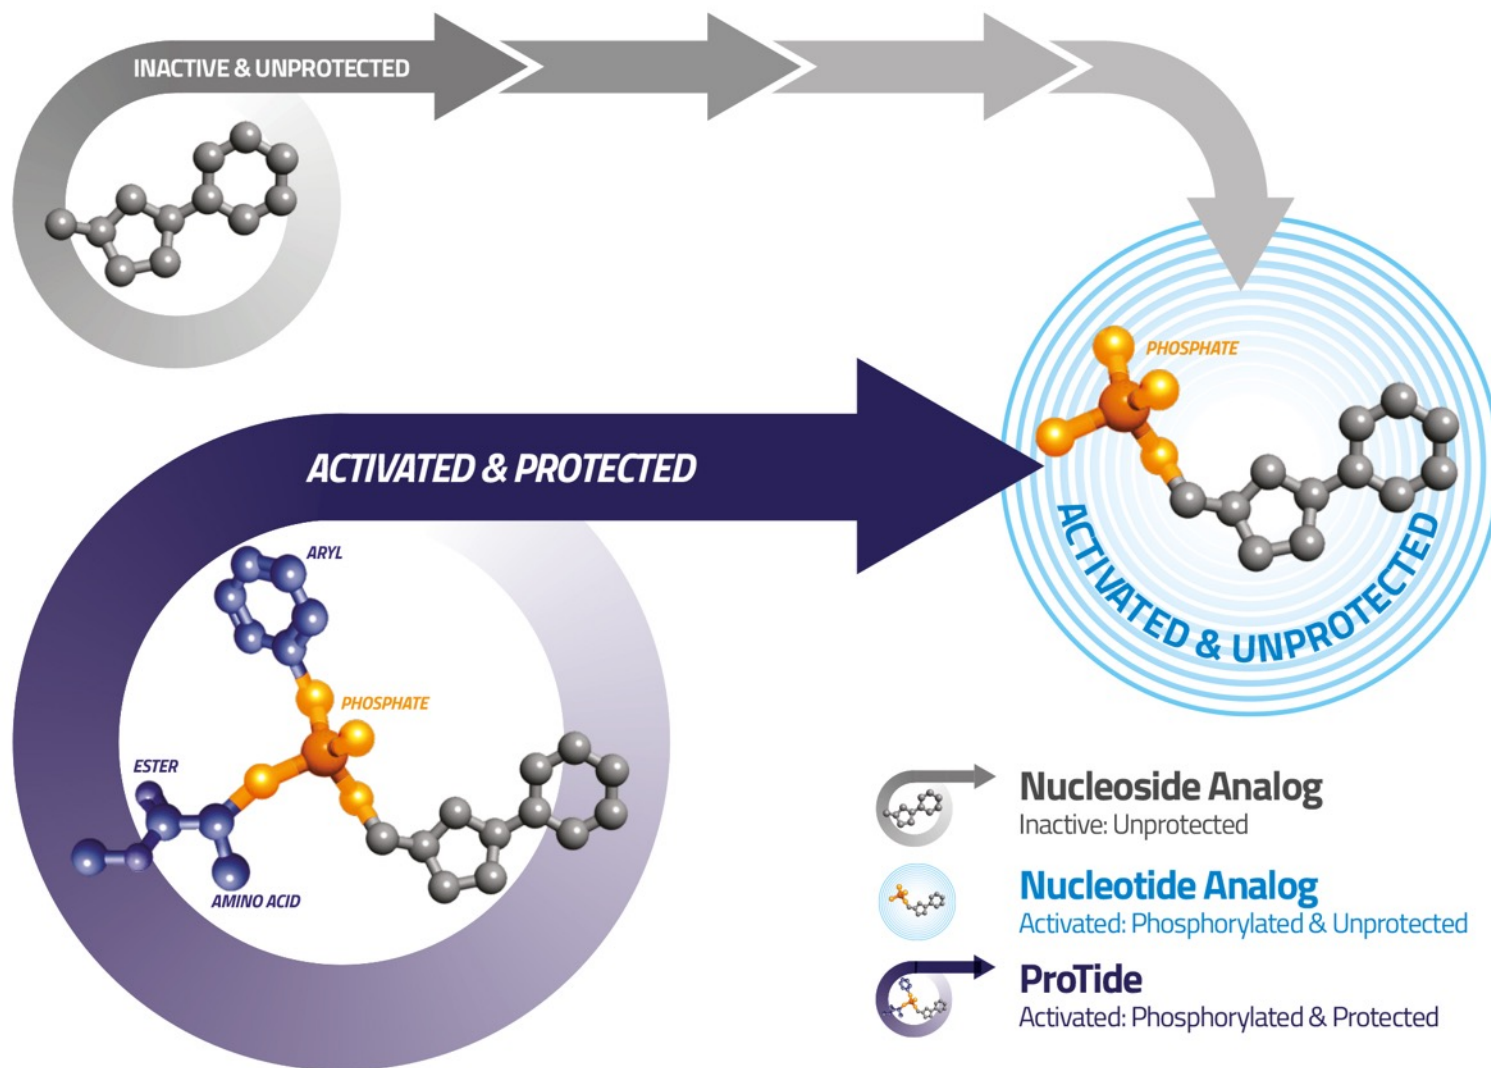 INACTIVE & UNPROTECTED
PHOSPHATE
ACTIVATED & UNPROTECTED
ACTIVATED & PROTECTED
ARYL
PHOSPHATE
ESTER
AMINO ACID
Nucleoside Analog
Inactive: Unprotected
Nucleotide Analog
Activated: Phosphorylated & Unprotected
ProTide
Activated: Phosphorylated & Protected